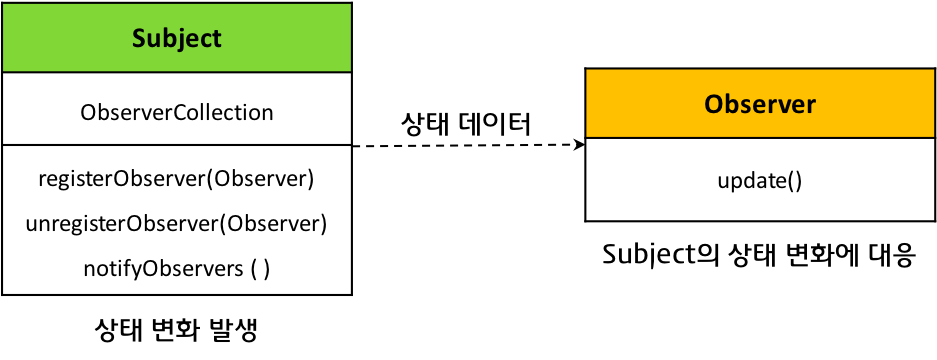 Subject
ObserverCollection
registerObserver(Observer)
unregisterObserver(Observer)
notifyObservers ( )
상태 변화 발생
상태 데이터
Observer
update()
Subject의 상태 변화에 대응